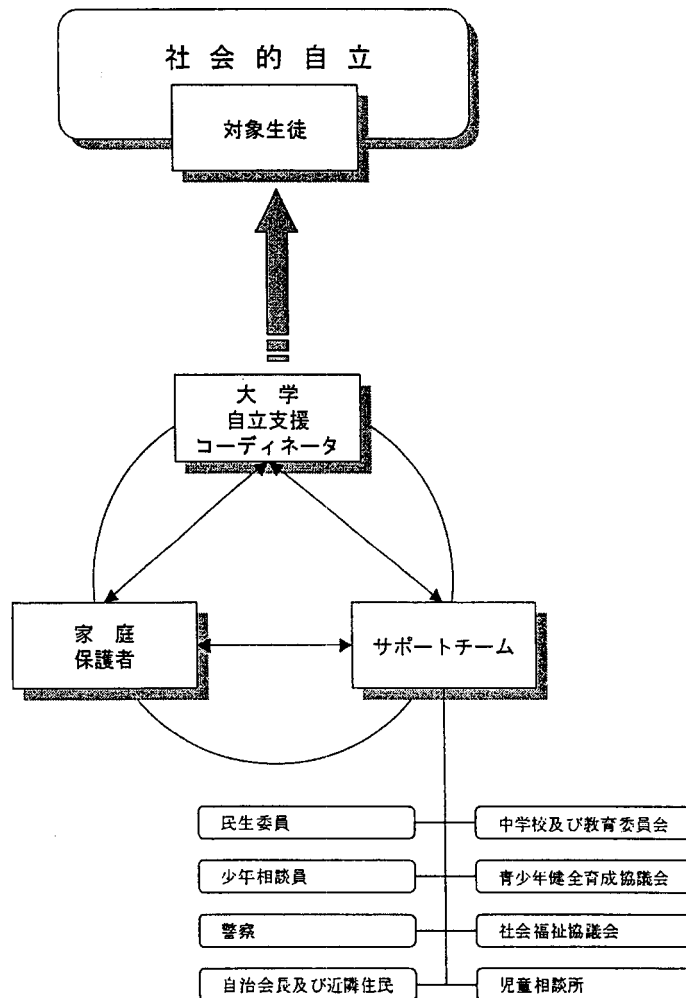 社会的自立
対象生徒
大学
自立支援
コーディネータ
家庭
保護者
サポートチーム
民生委員
中学校及び教育委員会
少年相談員
青少年健全育成協議会
警察
社会福祉協議会
自治会長及び近隣住民
児童相談所